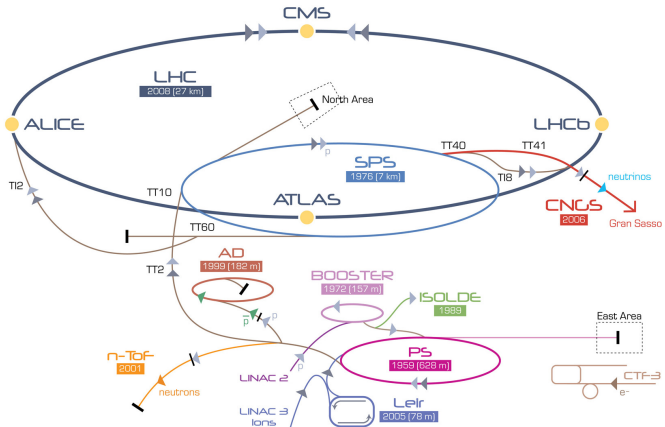 CMS
LHC
2008 (27 km)
North Area
ALICE
LHCb
TT40
TT41
SPS
1976 (7 km)
TI8
neutrinos
TI2
TT10
ATLAS
CNGS
2006
Gran Sasso
TT60
AD
1999 (182 m)
TT2
BOOSTER
1972 (157 m)
ISOLDE
1989
East Area
p
p
p
p
n-ToF
2001
neutrons
LINAC 2
PS
1959 (628 m)
CTF-3
e-
LINAC 3
Ions
Leir
2005 (78 m)